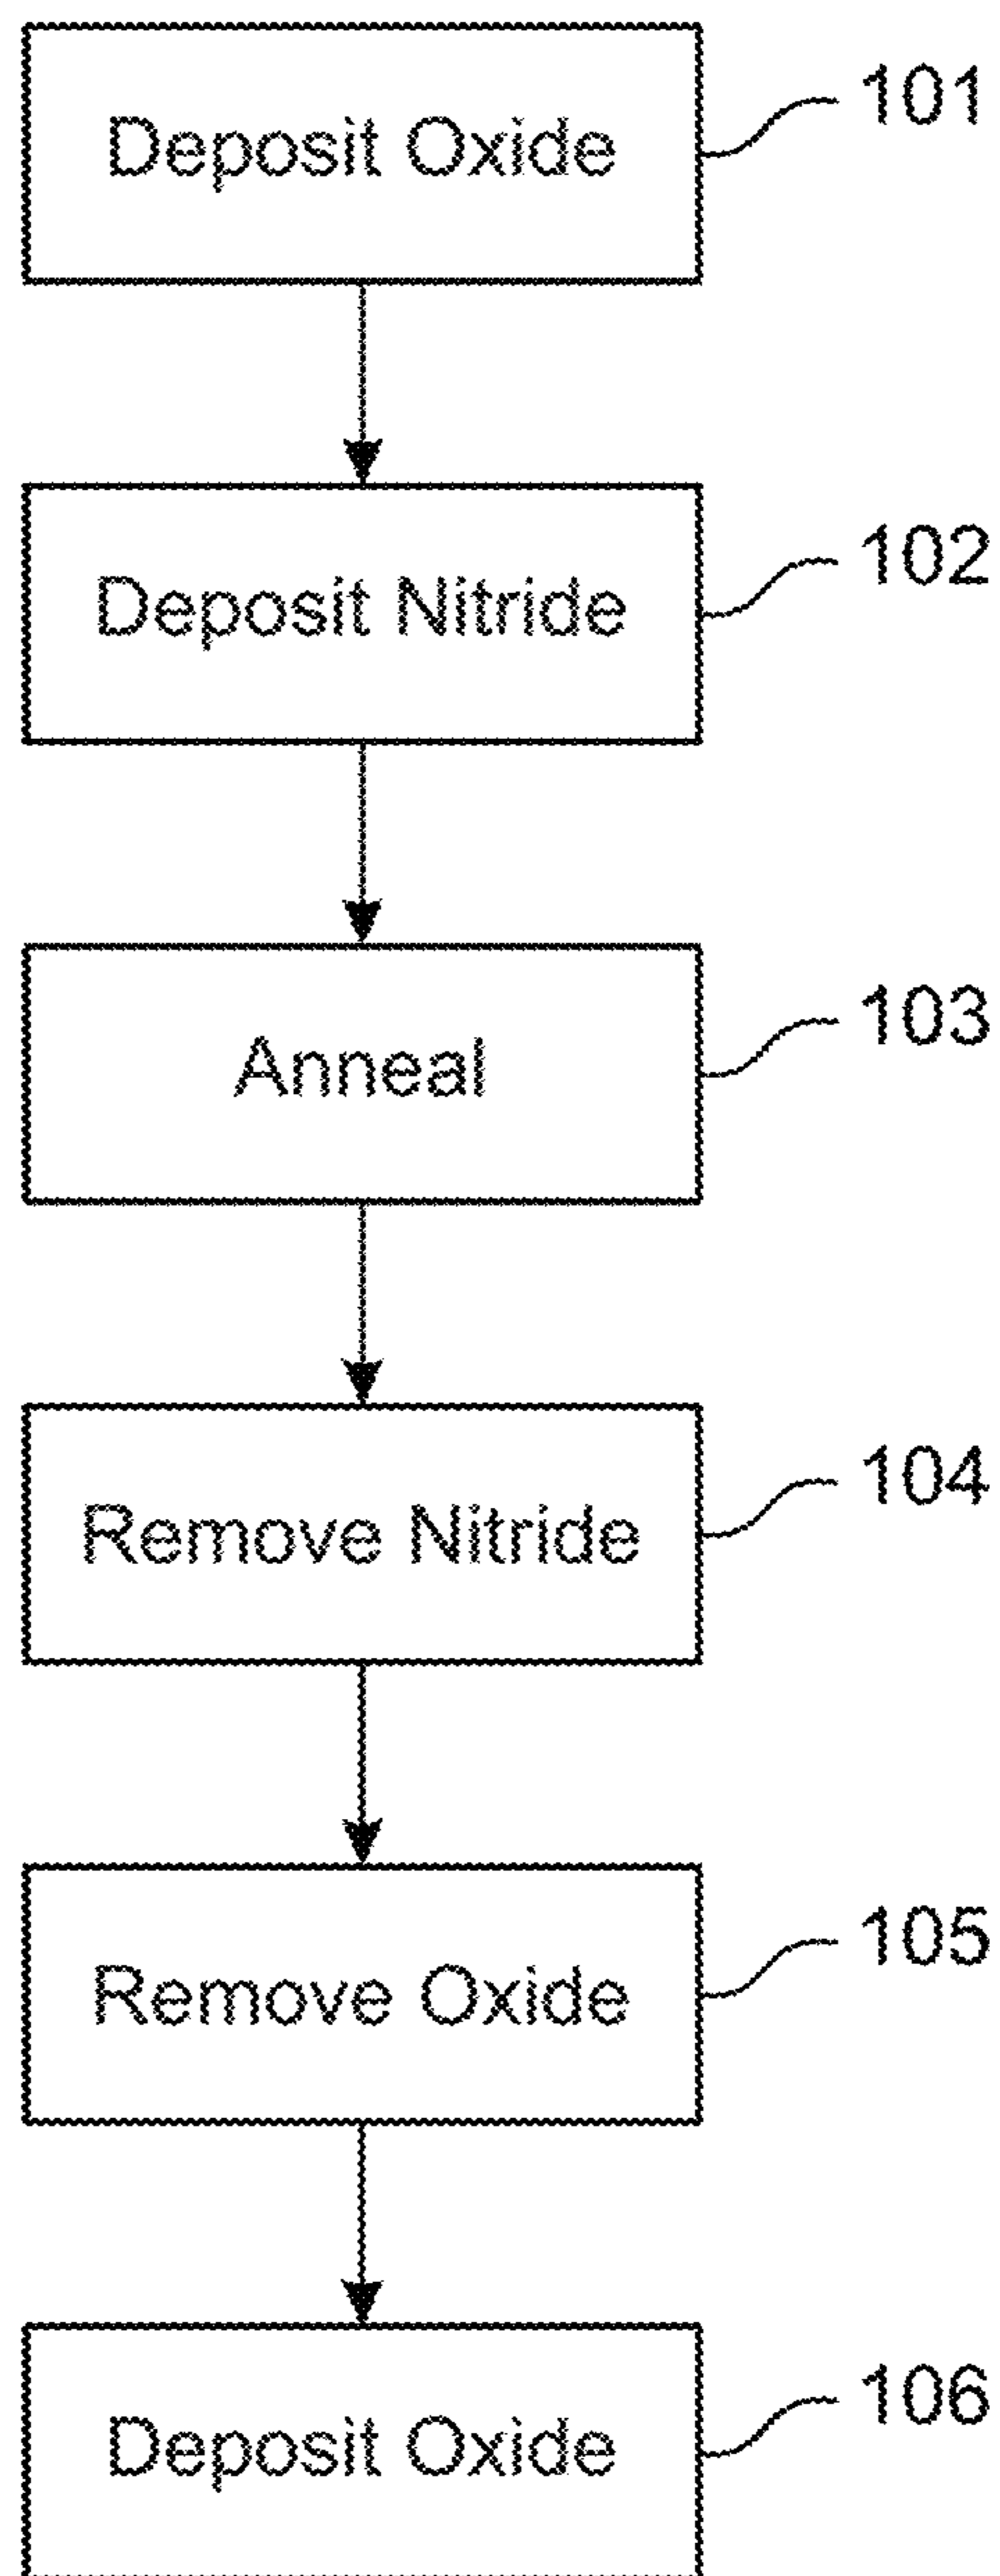 Deposit Oxide
101
Deposit Nitride
102
Anneal
103
Remove Nitride
104
Remove Oxide
105
Deposit Oxide
106